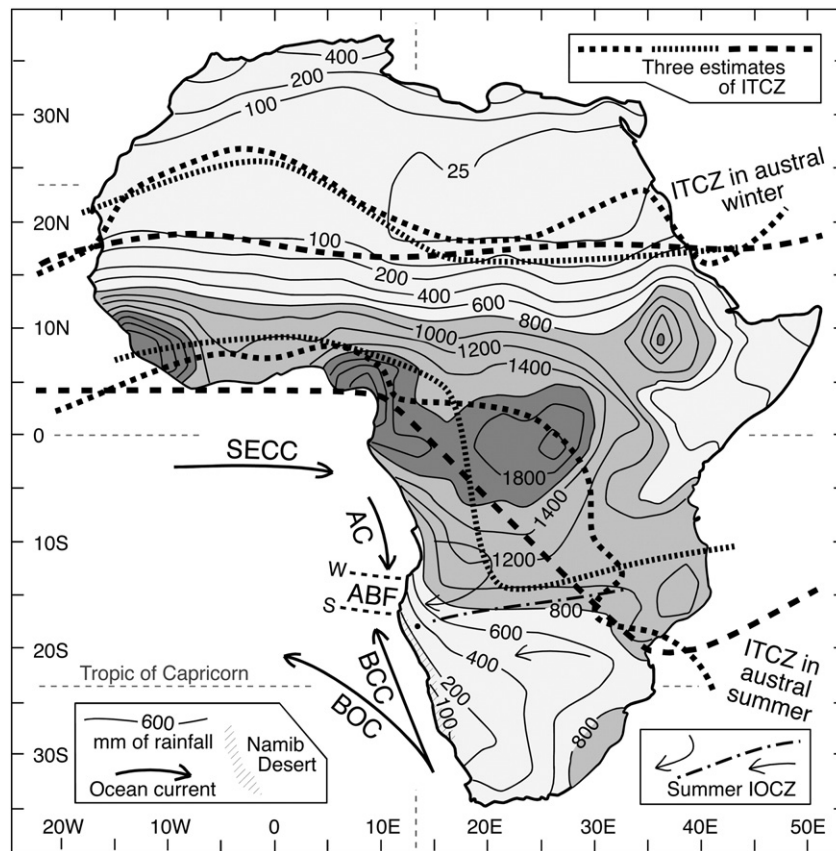 Three estimates
of ITCZ
30N
20N
10N
0
10S
20S
30S
20W
10W
0
10E
20E
30E
40E
50E
400
200
100
25
ITCZ in austral
winter
100
200
400
600
800
1000
1200
1400
1800
1400
1200
800
600
400
200
100
800
SECC
AC
W
ABF
S
BCC
BOC
Tropic of Capricorn
ITCZ in
austral
summer
600
mm of rainfall
Ocean current
Namib
Desert
Summer IOCZ